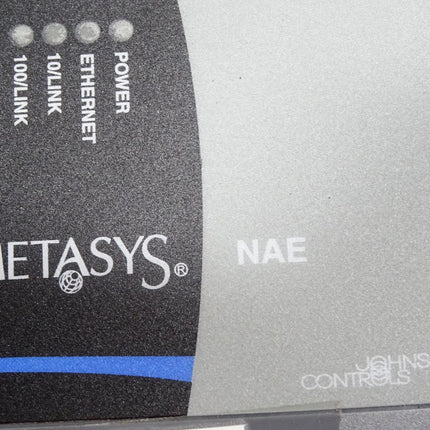 100/LINK
10/LINK
ETHERNET
POWER
METASYS®
NAE
JOHNS
CONTROLS